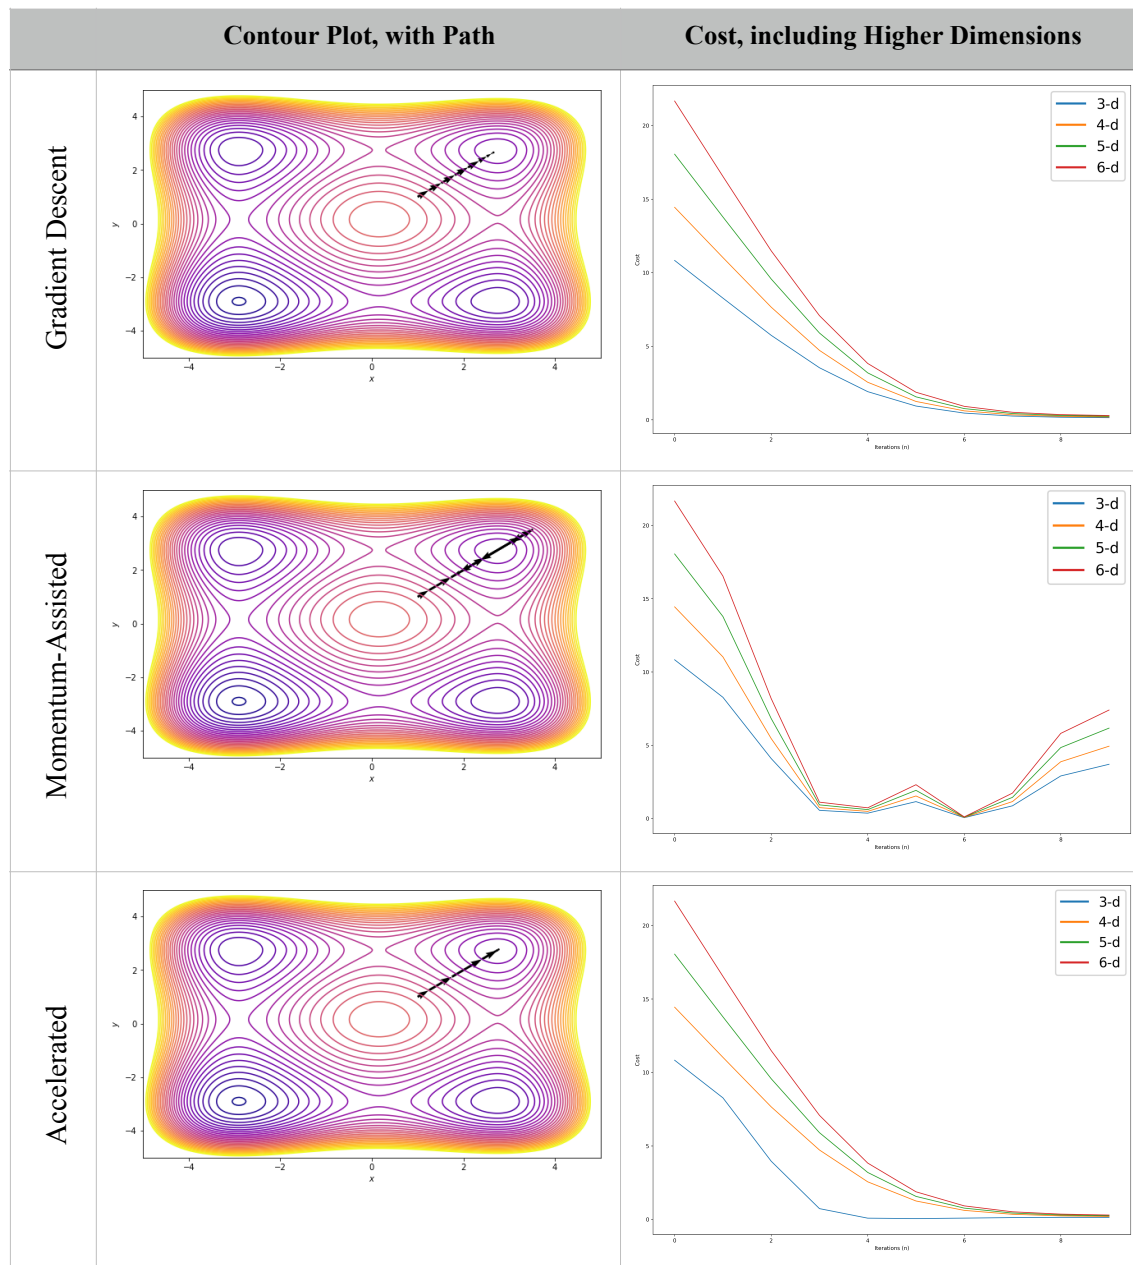 Contour Plot, with Path
Cost, including Higher Dimensions
Gradient Descent
4
2
0
−2
−4
y
−4
−2
0
2
4
x
20
15
10
5
0
Cost
0
2
4
6
8
Iterations (n)
3-d
4-d
5-d
6-d
Momentum-Assisted
4
2
0
−2
−4
y
−4
−2
0
2
4
x
20
15
10
5
0
Cost
0
2
4
6
8
Iterations (n)
3-d
4-d
5-d
6-d
Accelerated
4
2
0
−2
−4
y
−4
−2
0
2
4
x
20
15
10
5
0
Cost
0
2
4
6
8
Iterations (n)
3-d
4-d
5-d
6-d